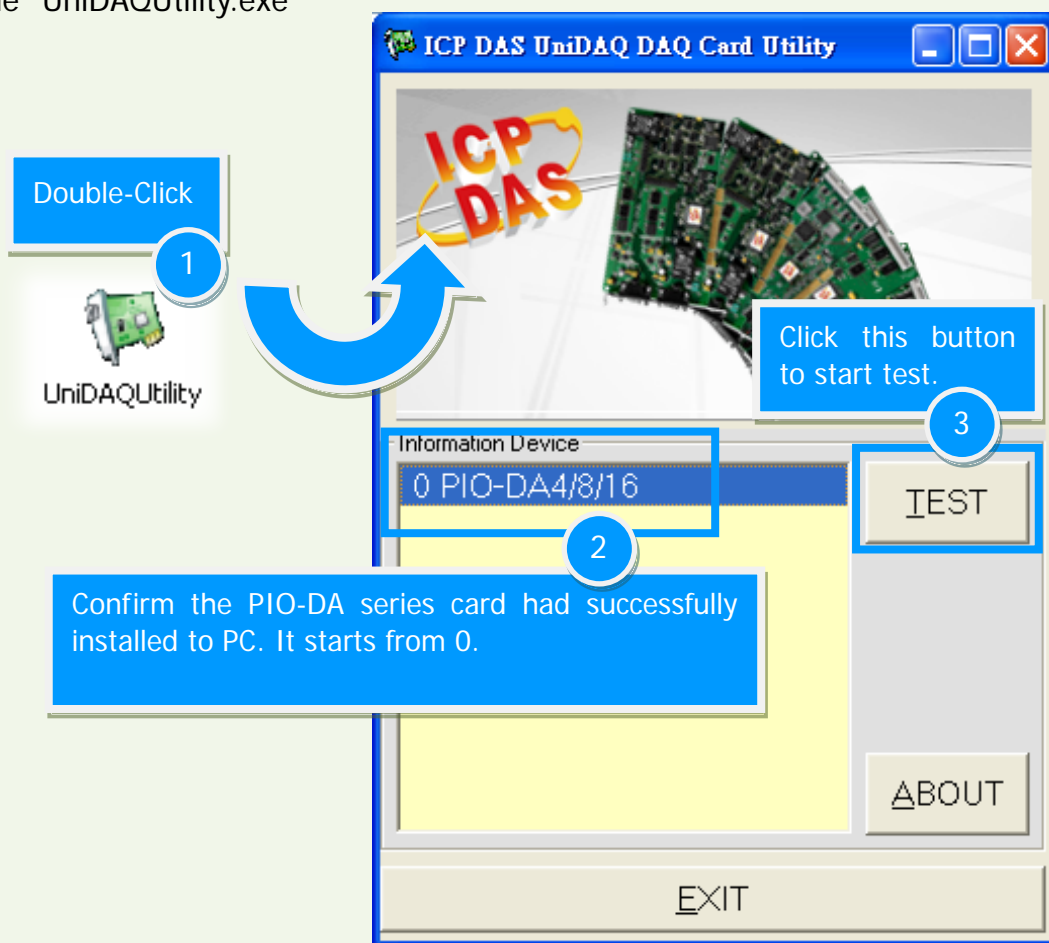 UniDAQUtility.exe
ICP DAS UniDAQ DAQ Card Utility
ICP
DAS
Double-Click
1
UniDAQUtility
Click this button
to start test.
3
Information Device
0 PIO-DA4/8/16
TEST
2
Confirm the PIO-DA series card had successfully
installed to PC. It starts from 0.
ABOUT
EXIT